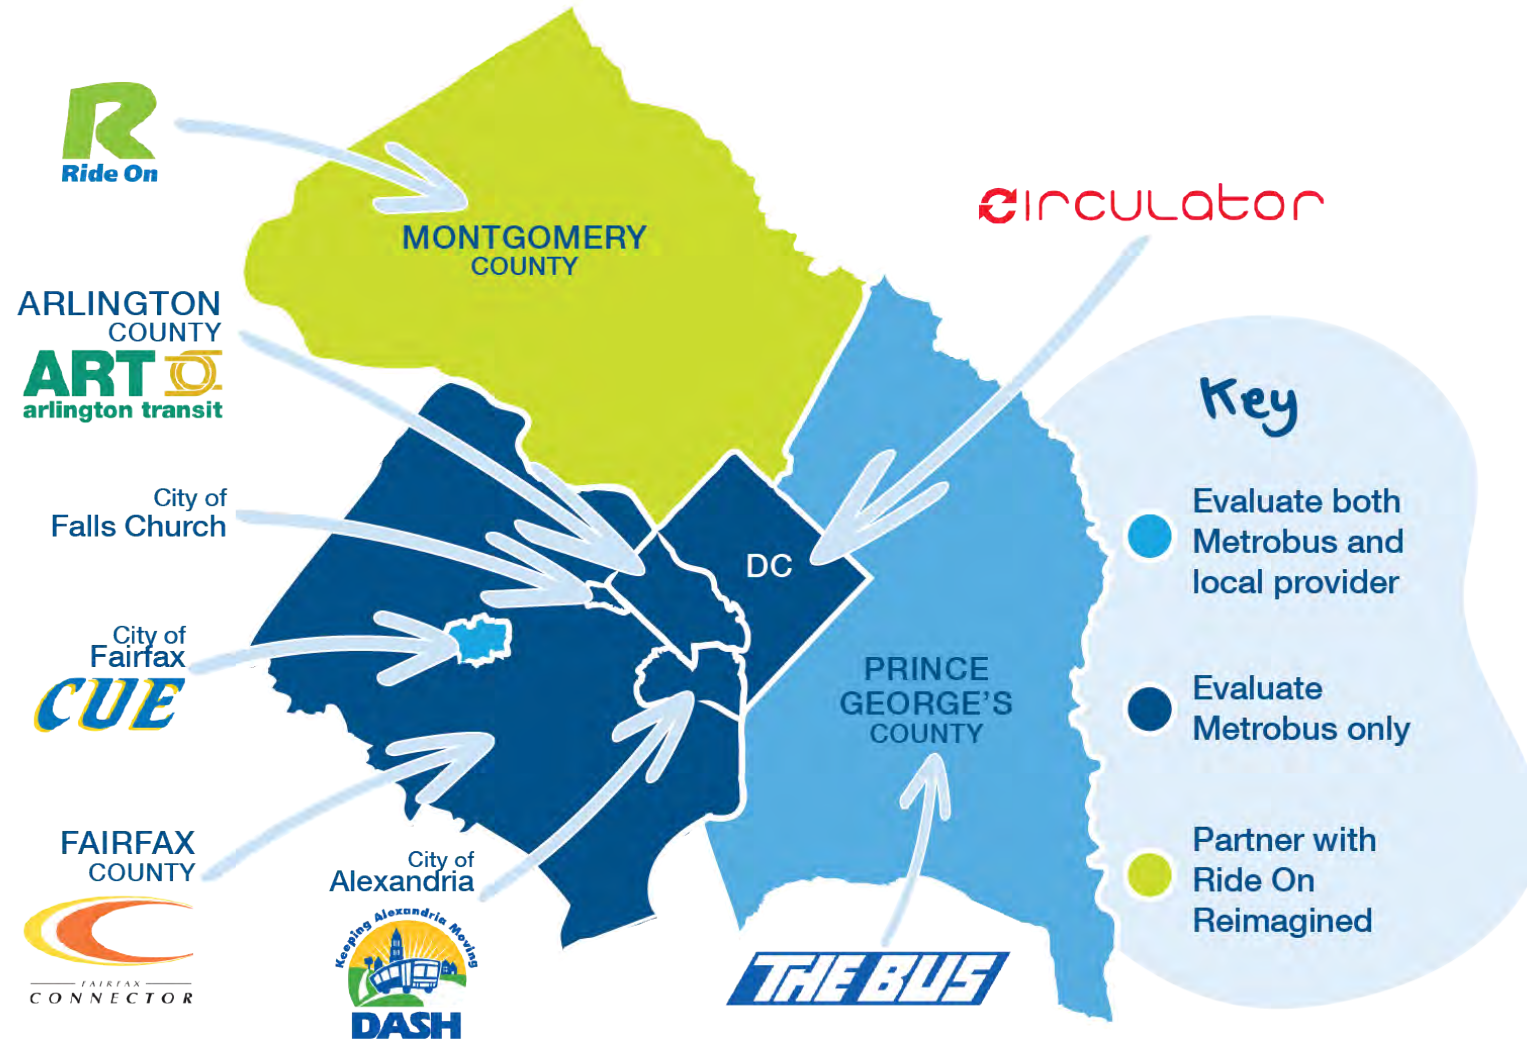 R
Ride On
MONTGOMERY
COUNTY
CIrCULator
ARLINGTON
COUNTY
ART
arlington transit
City of
Falls Church
City of
Fairfax
CUE
FAIRFAX
COUNTY
FAIRFAX
CONNECTOR
City of
Alexandria
Keeping Alexandria Moving
DASH
DC
PRINCE
GEORGE'S
COUNTY
THE BUS
Key
Evaluate both
Metrobus and
local provider
Evaluate
Metrobus only
Partner with
Ride On
Reimagined